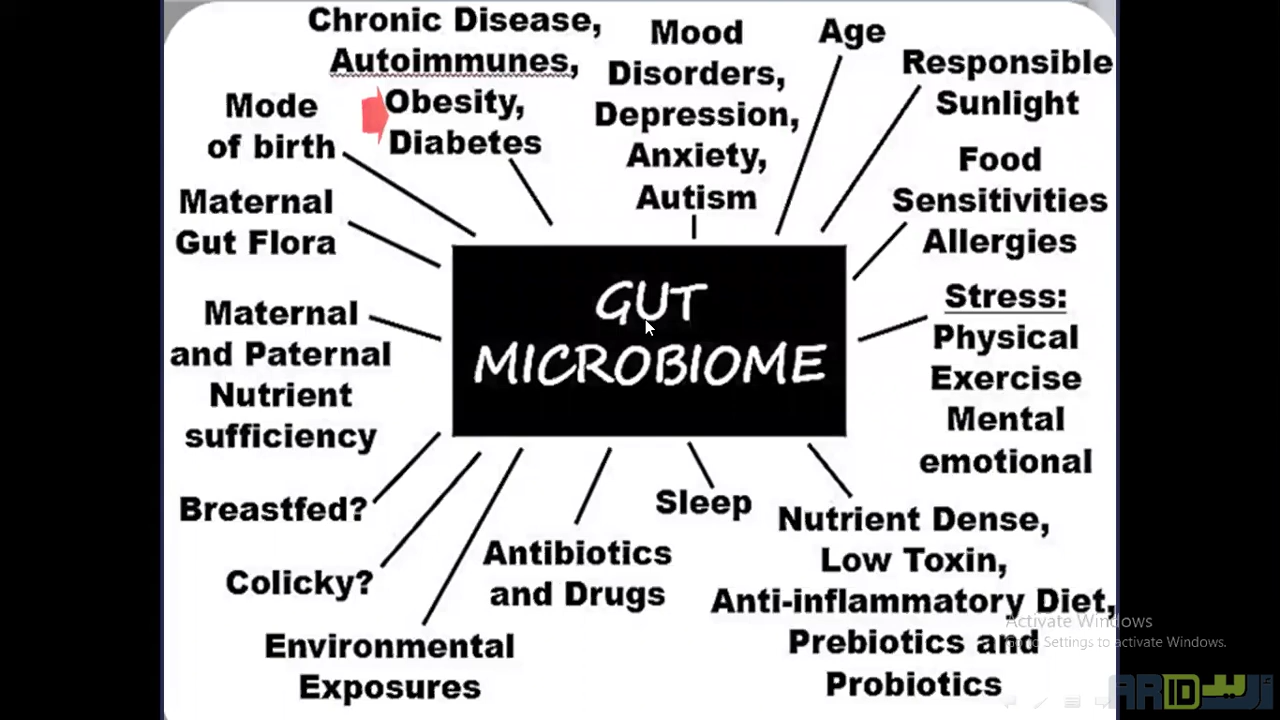 Chronic Disease,
Autoimmunes,
Obesity,
Diabetes
Mood
Disorders,
Depression,
Anxiety,
Autism
Age
Responsible
Sunlight
Mode
of birth
Food
Sensitivities
Allergies
Maternal
Gut Flora
GUT
MICROBIOME
Stress:
Physical
Exercise
Mental
emotional
Maternal
and Paternal
Nutrient
sufficiency
Breastfed?
Colicky?
Environmental
Exposures
Antibiotics
and Drugs
Sleep
Nutrient Dense,
Low Toxin,
Anti-inflammatory Diet,
Prebiotics and
Probiotics
Activate Windows
Go to Settings to activate Windows.
ARID
أريد